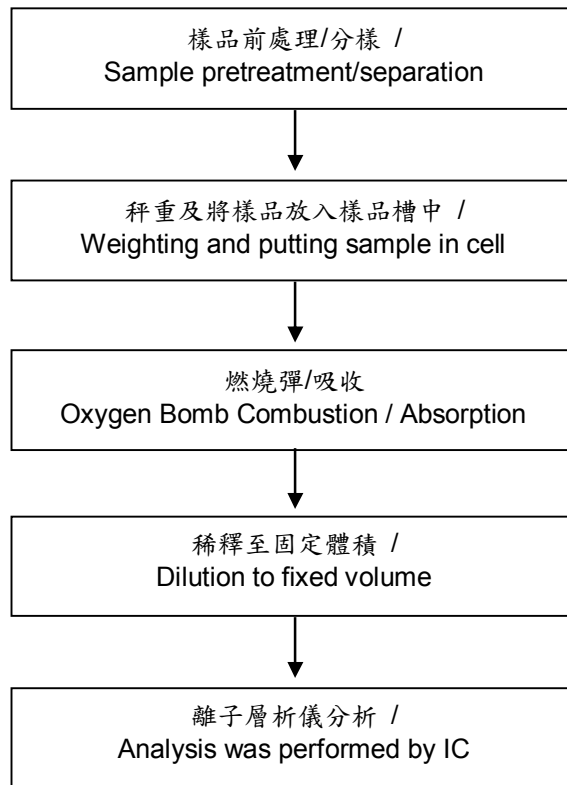 樣品前處理/分樣 /
Sample pretreatment/separation
秤重及將樣品放入樣品槽中 /
Weighting and putting sample in cell
燃燒彈/吸收
Oxygen Bomb Combustion / Absorption
稀釋至固定體積 /
Dilution to fixed volume
離子層析儀分析 /
Analysis was performed by IC